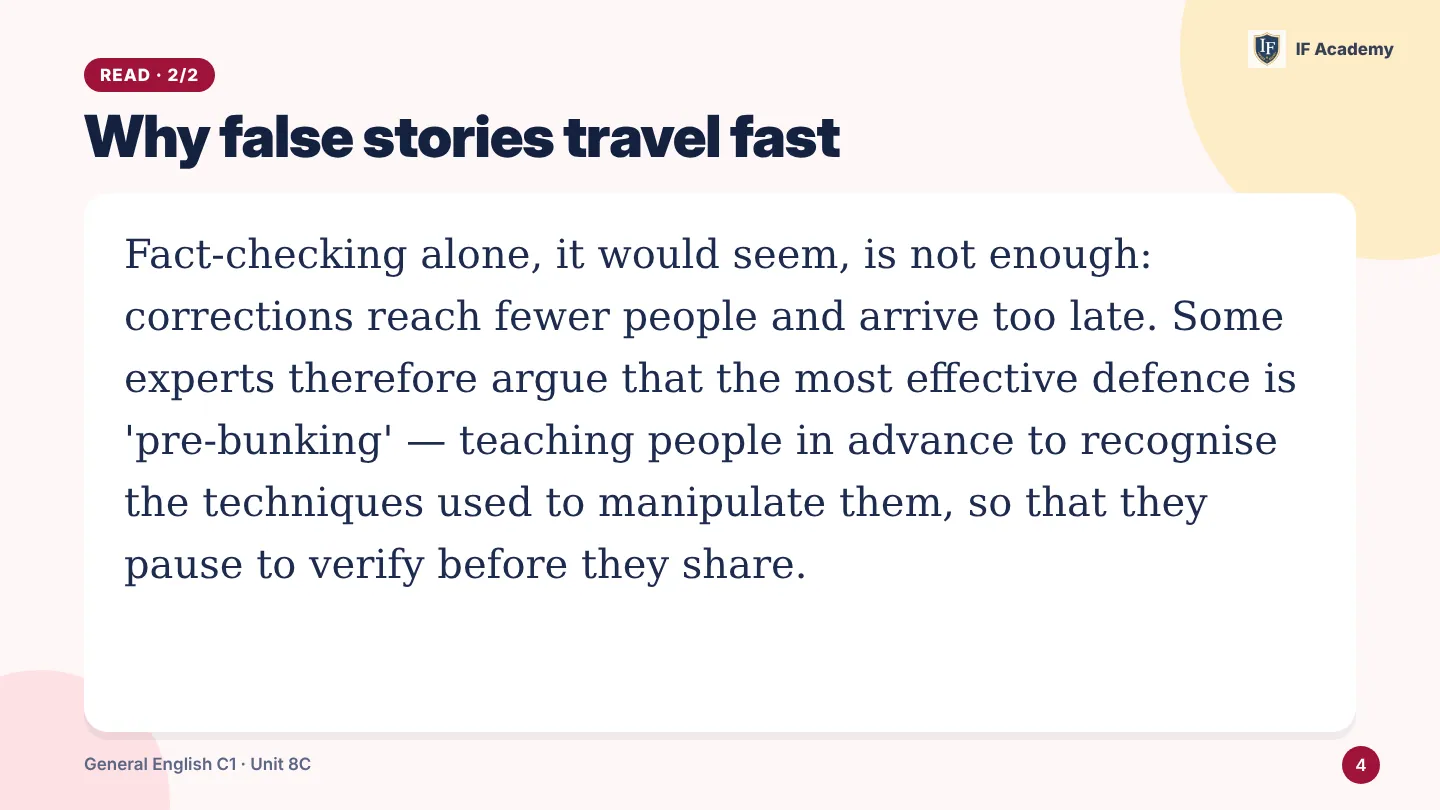 IF Academy
READ · 2/2
Why false stories travel fast
Fact-checking alone, it would seem, is not enough:
corrections reach fewer people and arrive too late. Some
experts therefore argue that the most effective defence is
'pre-bunking' — teaching people in advance to recognise
the techniques used to manipulate them, so that they
pause to verify before they share.
General English C1 · Unit 8C
4